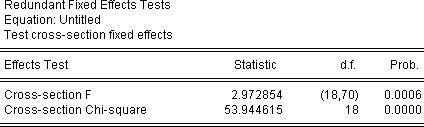 Redundant Fixed Effects Tests
Equation: Untitled
Test cross-section fixed effects
Effects Test Statistic d.f. Prob.
Cross-section F 2.972854 (18,70) 0.0006
Cross-section Chi-square 53.944615 18 0.0000